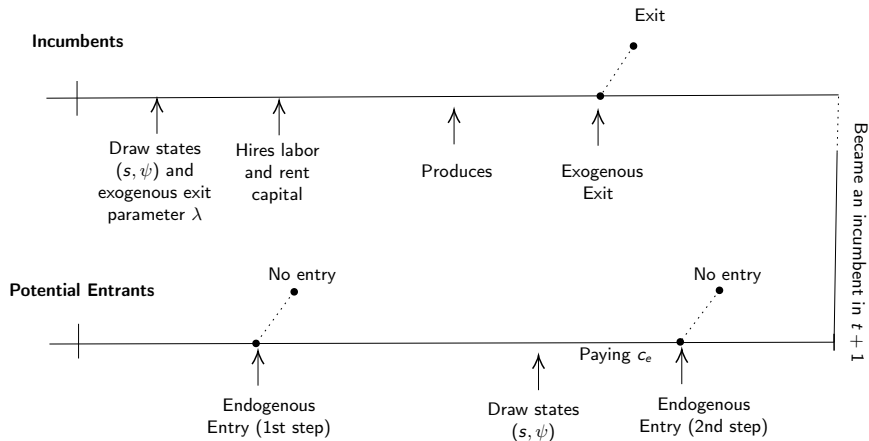 Exit
Incumbents
Draw states
(s, ψ) and
exogenous exit
parameter λ
Hires labor
and rent
capital
Produces
Exogenous
Exit
Became an incumbent in t + 1
No entry
No entry
Potential Entrants
Paying cₑ
Endogenous
Entry (1st step)
Draw states
(s, ψ)
Endogenous
Entry (2nd step)